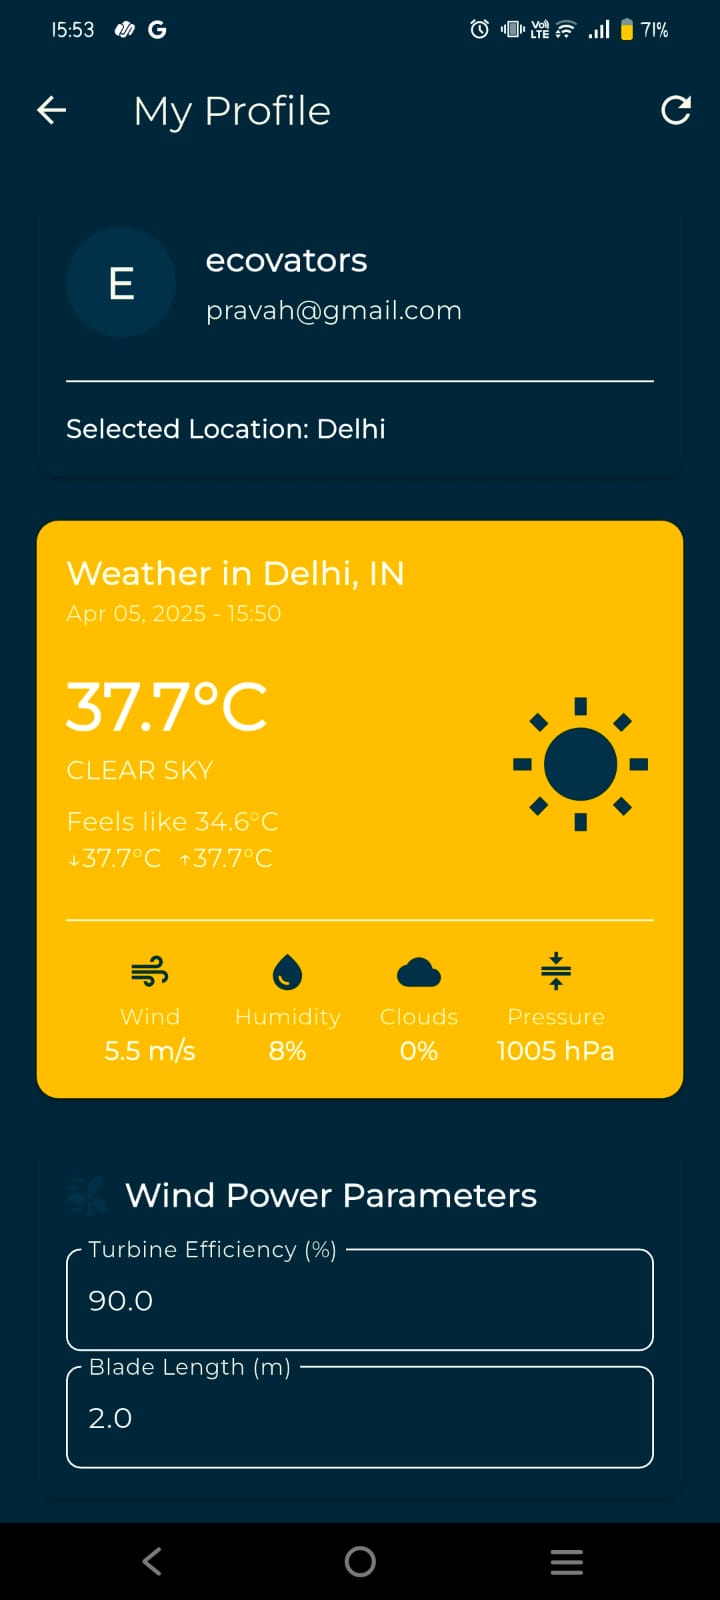 15:53
G
Vo) LTE
71%
My Profile
E
ecovators
pravah@gmail.com
Selected Location: Delhi
Weather in Delhi, IN
Apr 05, 2025 - 15:50
37.7°C
CLEAR SKY
Feels like 34.6°C
↓37.7°C ↑37.7°C
Wind Humidity Clouds Pressure
5.5 m/s 8% 0% 1005 hPa
Wind Power Parameters
Turbine Efficiency (%)
90.0
Blade Length (m)
2.0